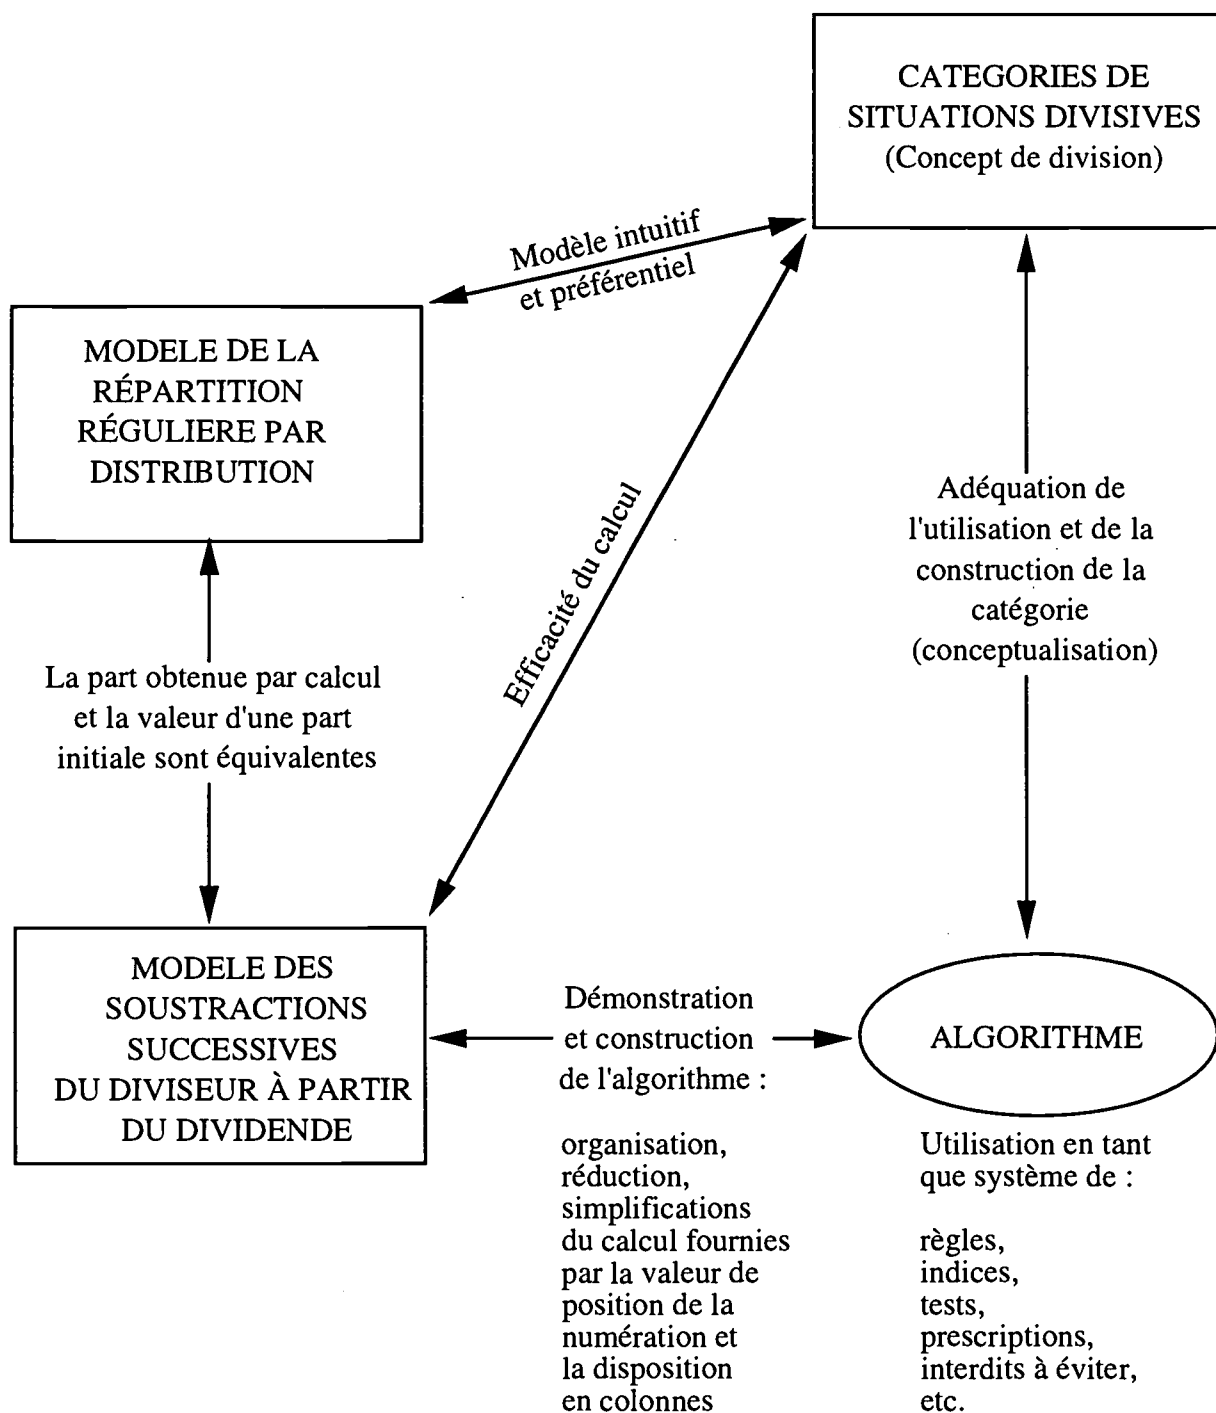 CATEGORIES DE
SITUATIONS DIVISIVES
(Concept de division)
Modèle intuitif
et préférentiel
MODELE DE LA
RÉPARTITION
RÉGULIERE PAR
DISTRIBUTION
Efficacité du calcul
Adéquation de
l'utilisation et de la
construction de la
catégorie
(conceptualisation)
La part obtenue par calcul
et la valeur d'une part
initiale sont équivalentes
MODELE DES
SOUSTRACTIONS
SUCCESSIVES
DU DIVISEUR À PARTIR
DU DIVIDENDE
Démonstration
et construction
de l'algorithme :
organisation,
réduction,
simplifications
du calcul fournies
par la valeur de
position de la
numération et
la disposition
en colonnes
ALGORITHME
Utilisation en tant
que système de :
règles,
indices,
tests,
prescriptions,
interdits à éviter,
etc.